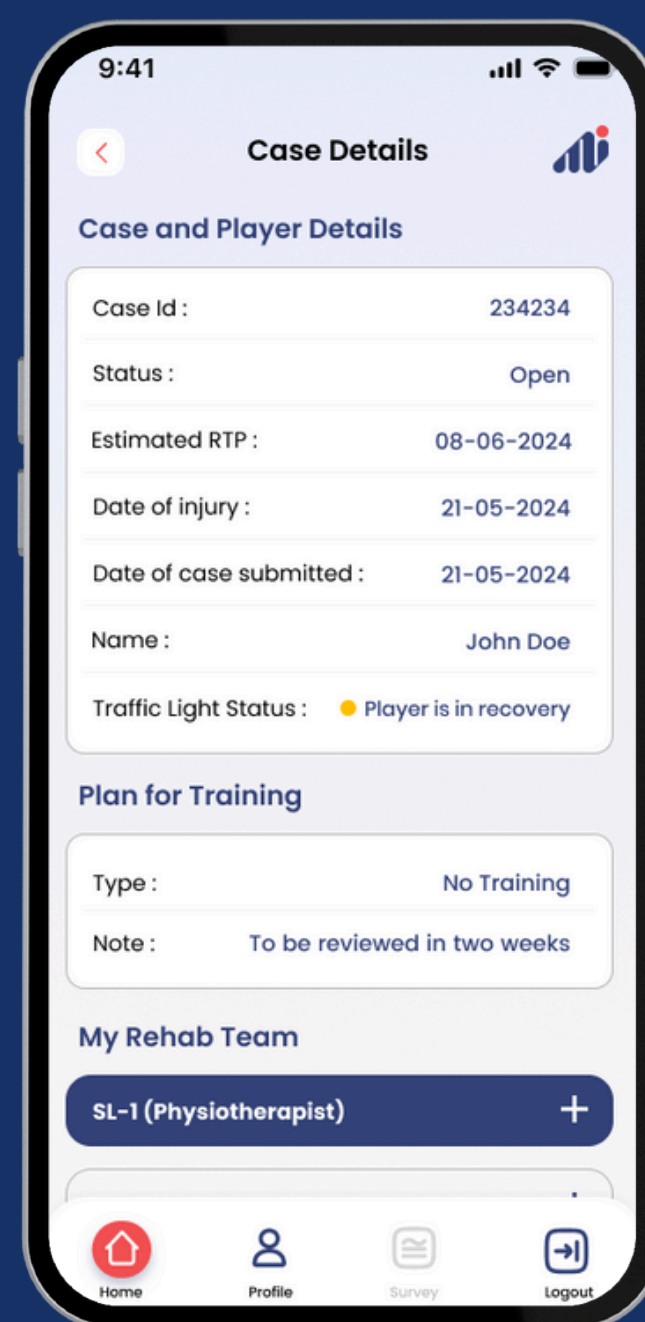 9:41
Case Details
Case and Player Details
Case Id : 234234
Status : Open
Estimated RTP : 08-06-2024
Date of injury : 21-05-2024
Date of case submitted : 21-05-2024
Name : John Doe
Traffic Light Status : Player is in recovery
Plan for Training
Type : No Training
Note : To be reviewed in two weeks
My Rehab Team
SL-1 (Physiotherapist) +
Home Profile Survey Logout